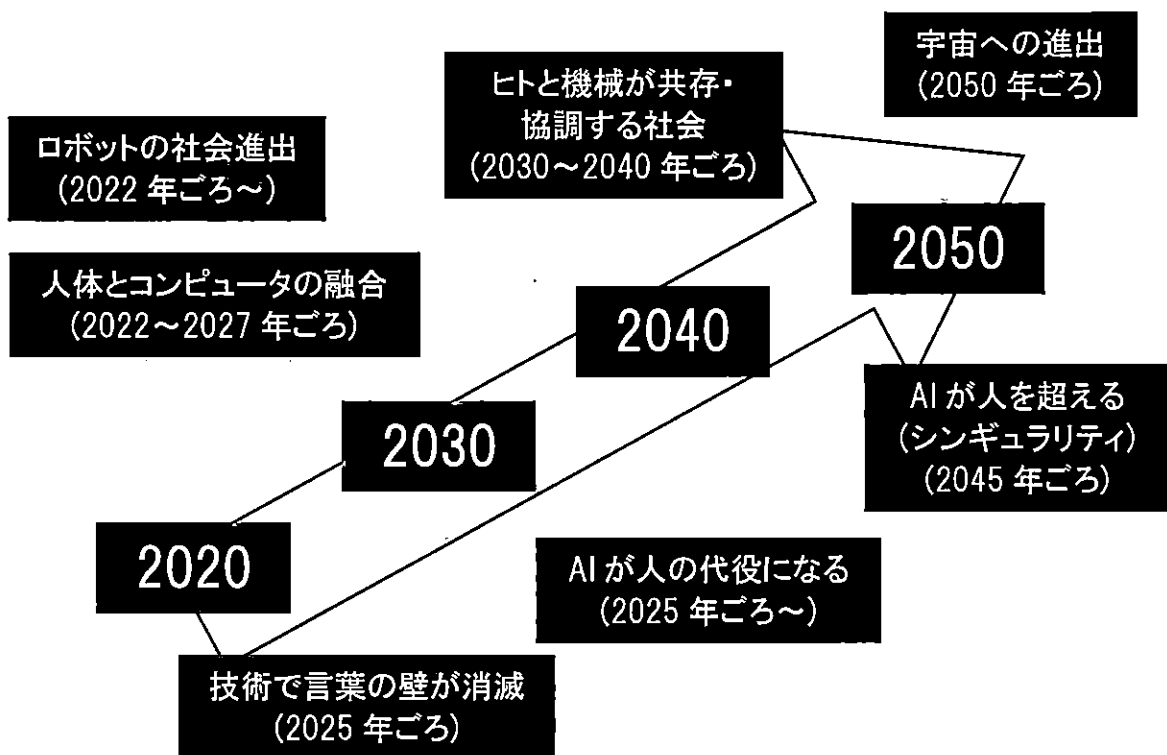 宇宙への進出
(2050 年ごろ)
ヒトと機械が共存・
協調する社会
(2030～2040 年ごろ)
ロボットの社会進出
(2022 年ごろ～)
2050
人体とコンピュータの融合
(2022～2027 年ごろ)
2040
AI が人を超える
(シンギュラリティ)
(2045 年ごろ)
2030
2020
AI が人の代役になる
(2025 年ごろ～)
技術で言葉の壁が消滅
(2025 年ごろ)